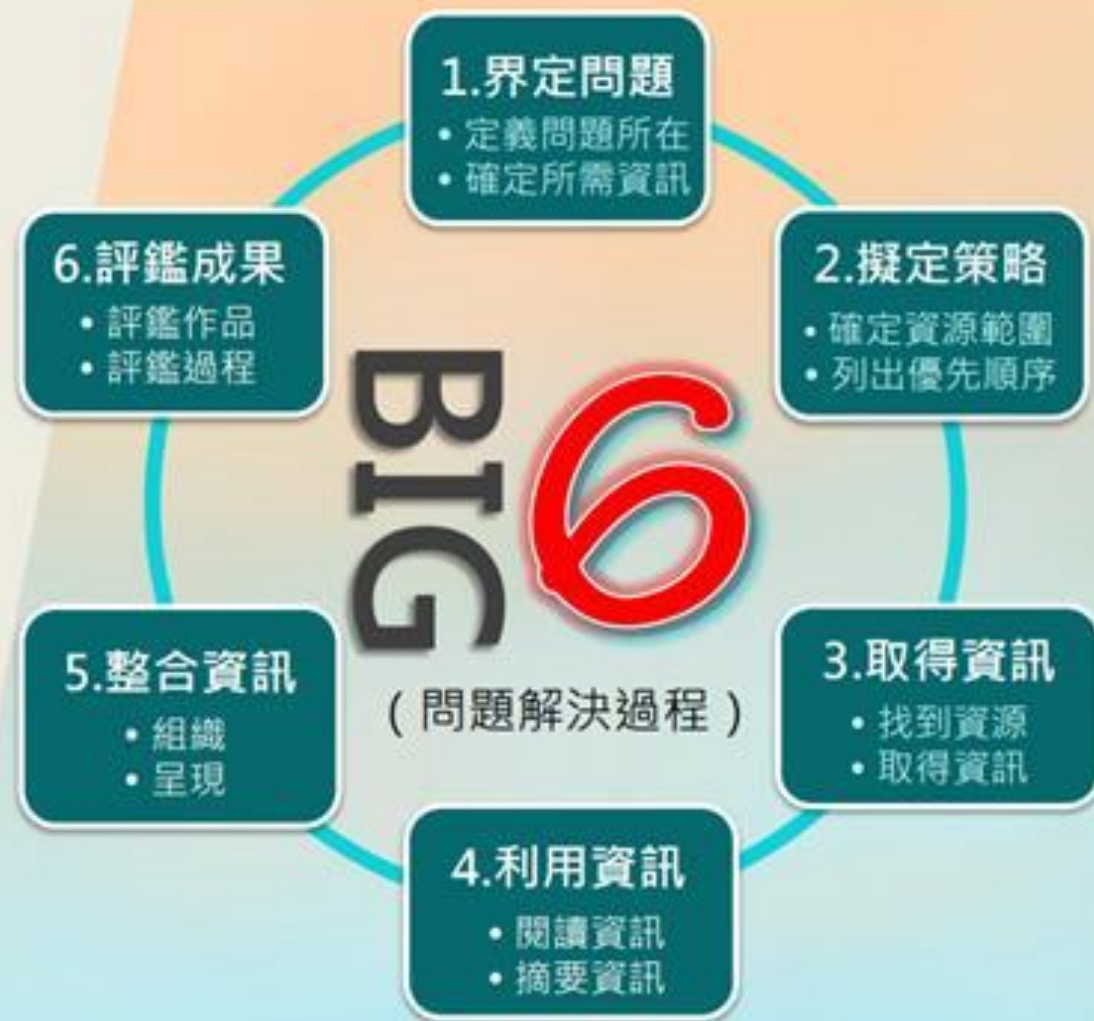 1.界定問題
• 定義問題所在
• 確定所需資訊
2.擬定策略
• 確定資源範圍
• 列出優先順序
3.取得資訊
• 找到資源
• 取得資訊
4.利用資訊
• 閱讀資訊
• 摘要資訊
5.整合資訊
• 組織
• 呈現
6.評鑑成果
• 評鑑作品
• 評鑑過程
BIG
6
(問題解決過程)